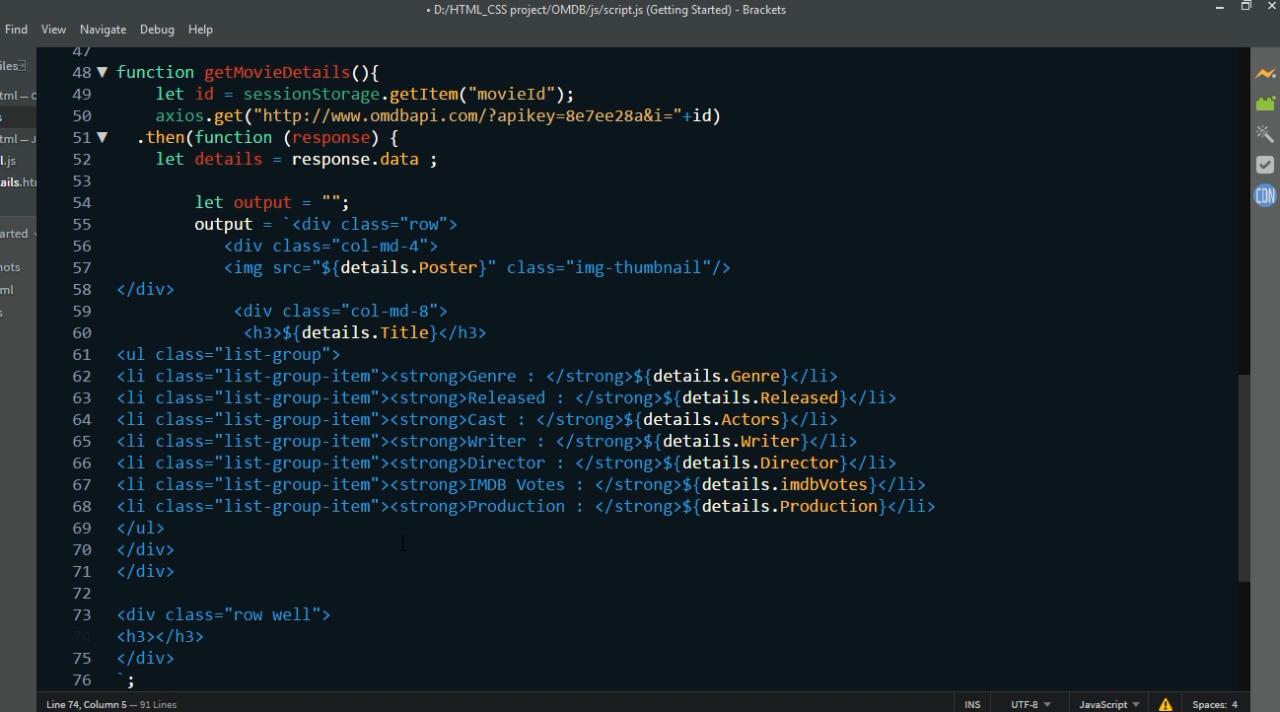 • D:/HTML_CSS project/OMDB/js/script.js (Getting Started) - Brackets
Find View Navigate Debug Help
47
48 function getMovieDetails(){
49 let id = sessionStorage.getItem("movieId");
50 axios.get("http://www.omdbapi.com/?apikey=8e7ee28a&i="+id)
51 .then(function (response) {
52 let details = response.data ;
53
54 let output = "";
55 output = `<div class="row">
56 <div class="col-md-4">
57 <img src="${details.Poster}" class="img-thumbnail"/>
58 </div>
59 <div class="col-md-8">
60 <h3>${details.Title}</h3>
61 <ul class="list-group">
62 <li class="list-group-item"><strong>Genre : </strong>${details.Genre}</li>
63 <li class="list-group-item"><strong>Released : </strong>${details.Released}</li>
64 <li class="list-group-item"><strong>Cast : </strong>${details.Actors}</li>
65 <li class="list-group-item"><strong>Writer : </strong>${details.Writer}</li>
66 <li class="list-group-item"><strong>Director : </strong>${details.Director}</li>
67 <li class="list-group-item"><strong>IMDB Votes : </strong>${details.imdbVotes}</li>
68 <li class="list-group-item"><strong>Production : </strong>${details.Production}</li>
69 </ul>
70 </div>
71 </div>
72
73 <div class="row well">
74 <h3></h3>
75 </div>
76 `;
CDN
Line 74, Column 5 — 91 Lines
INS UTF-8 JavaScript Spaces: 4